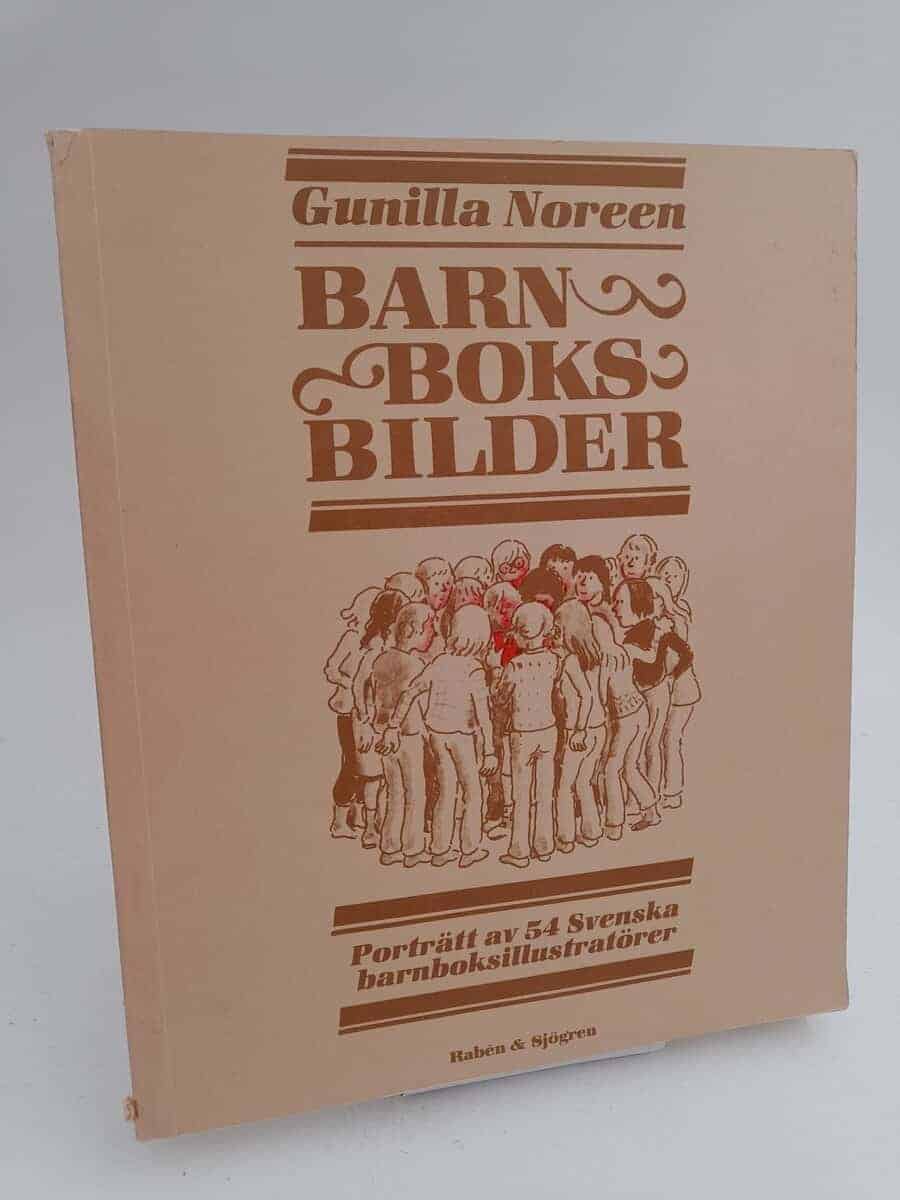 Gunilla Noreen
BARN
BOKS
BILDER
Porträtt av 54 Svenska
barnboksillustratörer
Rabén & Sjögren